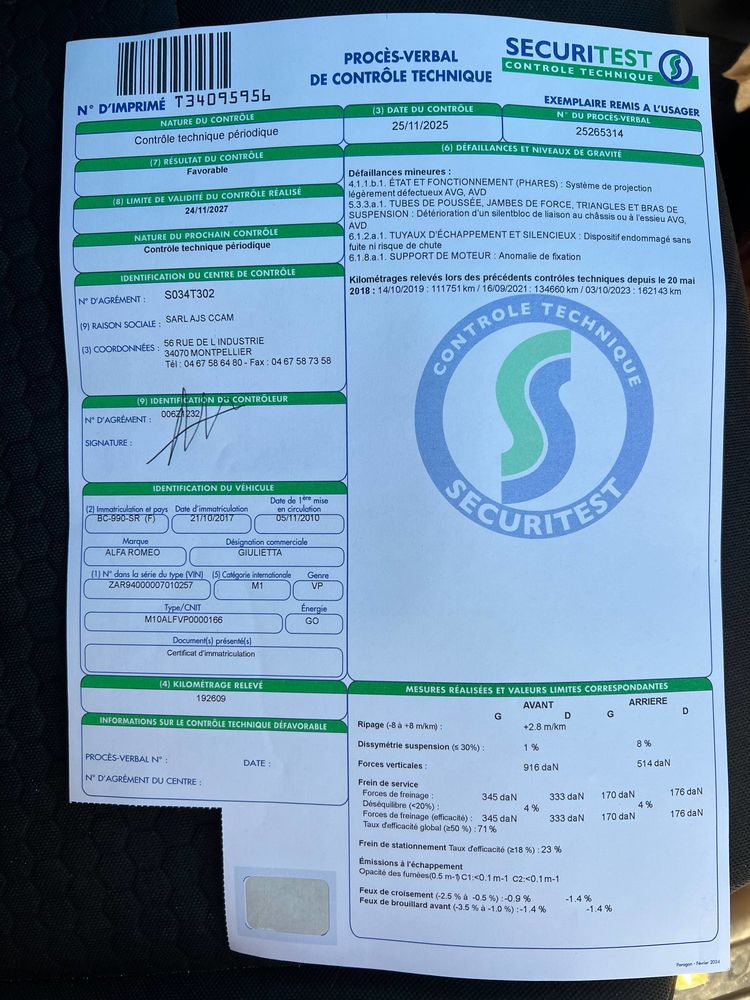 N° D'IMPRIMÉ T34095956
PROCÈS-VERBAL
DE CONTRÔLE TECHNIQUE
SECURITEST
CONTROLE TECHNIQUE
EXEMPLAIRE REMIS A L'USAGER
NATURE DU CONTRÔLE
Contrôle technique périodique
(3) DATE DU CONTRÔLE
25/11/2025
N° DU PROCÈS-VERBAL
25265314
(7) RÉSULTAT DU CONTRÔLE
Favorable
(8) LIMITE DE VALIDITÉ DU CONTRÔLE RÉALISÉ
24/11/2027
NATURE DU PROCHAIN CONTRÔLE
Contrôle technique périodique
IDENTIFICATION DU CENTRE DE CONTRÔLE
N° D'AGRÉMENT : S034T302
(9) RAISON SOCIALE : SARL AJS CCAM
(3) COORDONNÉES : 56 RUE DE L INDUSTRIE
34070 MONTPELLIER
Tél : 04 67 58 64 80 - Fax : 04 67 58 73 58
(9) IDENTIFICATION DU CONTRÔLEUR
N° D'AGRÉMENT : 006Z1232
SIGNATURE :
IDENTIFICATION DU VÉHICULE
(2) Immatriculation et pays Date d'immatriculation Date de 1ère mise en circulation
BC-990-SR (F) 21/10/2017 05/11/2010
Marque Désignation commerciale
ALFA ROMEO GIULIETTA
(1) N° dans la série du type (VIN) (5) Catégorie internationale Genre
ZAR94000007010257 M1 VP
Type/CNIT Énergie
M10ALFVP0000166 GO
Document(s) présenté(s)
Certificat d'immatriculation
(4) KILOMÉTRAGE RELEVÉ
192609
INFORMATIONS SUR LE CONTRÔLE TECHNIQUE DÉFAVORABLE
PROCÈS-VERBAL N° : DATE :
N° D'AGRÉMENT DU CENTRE :
(6) DÉFAILLANCES ET NIVEAUX DE GRAVITÉ
Défaillances mineures :
4.1.1.b.1. ÉTAT ET FONCTIONNEMENT (PHARES) : Système de projection
légèrement défectueux AVG, AVD
5.3.3.a.1. TUBES DE POUSSÉE, JAMBES DE FORCE, TRIANGLES ET BRAS DE
SUSPENSION : Détérioration d'un silentbloc de liaison au châssis ou à l'essieu AVG,
AVD
6.1.2.a.1. TUYAUX D'ÉCHAPPEMENT ET SILENCIEUX : Dispositif endommagé sans
fuite ni risque de chute
6.1.8.a.1. SUPPORT DE MOTEUR : Anomalie de fixation
Kilométrages relevés lors des précédents contrôles techniques depuis le 20 mai
2018 : 14/10/2019 : 111751 km / 16/09/2021 : 134660 km / 03/10/2023 : 162143 km
CONTROLE TECHNIQUE
SECURITEST
MESURES RÉALISÉES ET VALEURS LIMITES CORRESPONDANTES
AVANT ARRIERE
G D G D
Ripage (-8 à +8 m/km) : +2.8 m/km
Dissymétrie suspension (≤ 30%) : 1 % 8 %
Forces verticales : 916 daN 514 daN
Frein de service
Forces de freinage : 345 daN 333 daN 170 daN 176 daN
Déséquilibre (<20%) : 4 % 4 %
Forces de freinage (efficacité) : 345 daN 333 daN 170 daN 176 daN
Taux d'efficacité global (≥50 %) : 71 %
Frein de stationnement Taux d'efficacité (≥18 %) : 23 %
Émissions à l'échappement
Opacité des fumées(0.5 m-1) C1:<0.1 m-1 C2:<0.1 m-1
Feux de croisement (-2.5 % à -0.5 %) : -0.9 % -1.4 %
Feux de brouillard avant (-3.5 % à -1.0 %) : -1.4 % -1.4 %
Paragon - Février 2024